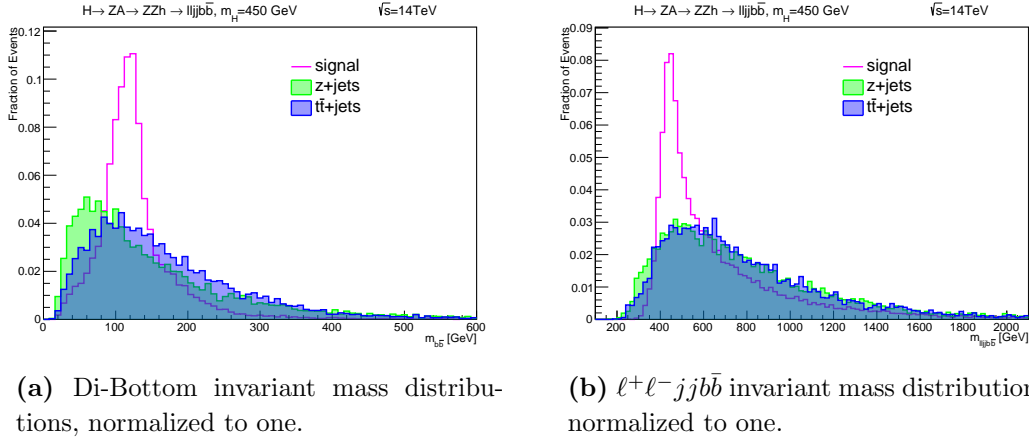 H→ ZA→ ZZh → lljjbb̄, m_H=450 GeV √s=14TeV
Fraction of Events
0.12
0.1
0.08
0.06
0.04
0.02
0
signal
z+jets
tt̄+jets
0 100 200 300 400 500 600
m_bb̄ [GeV]
(a) Di-Bottom invariant mass distribu-
tions, normalized to one.
H→ ZA→ ZZh → lljjbb̄, m_H=450 GeV √s=14TeV
Fraction of Events
0.09
0.08
0.07
0.06
0.05
0.04
0.03
0.02
0.01
0
signal
z+jets
tt̄+jets
200 400 600 800 1000 1200 1400 1600 1800 2000
m_lljjbb̄ [GeV]
(b) ℓ⁺ℓ⁻jjbb̄ invariant mass distribution
normalized to one.